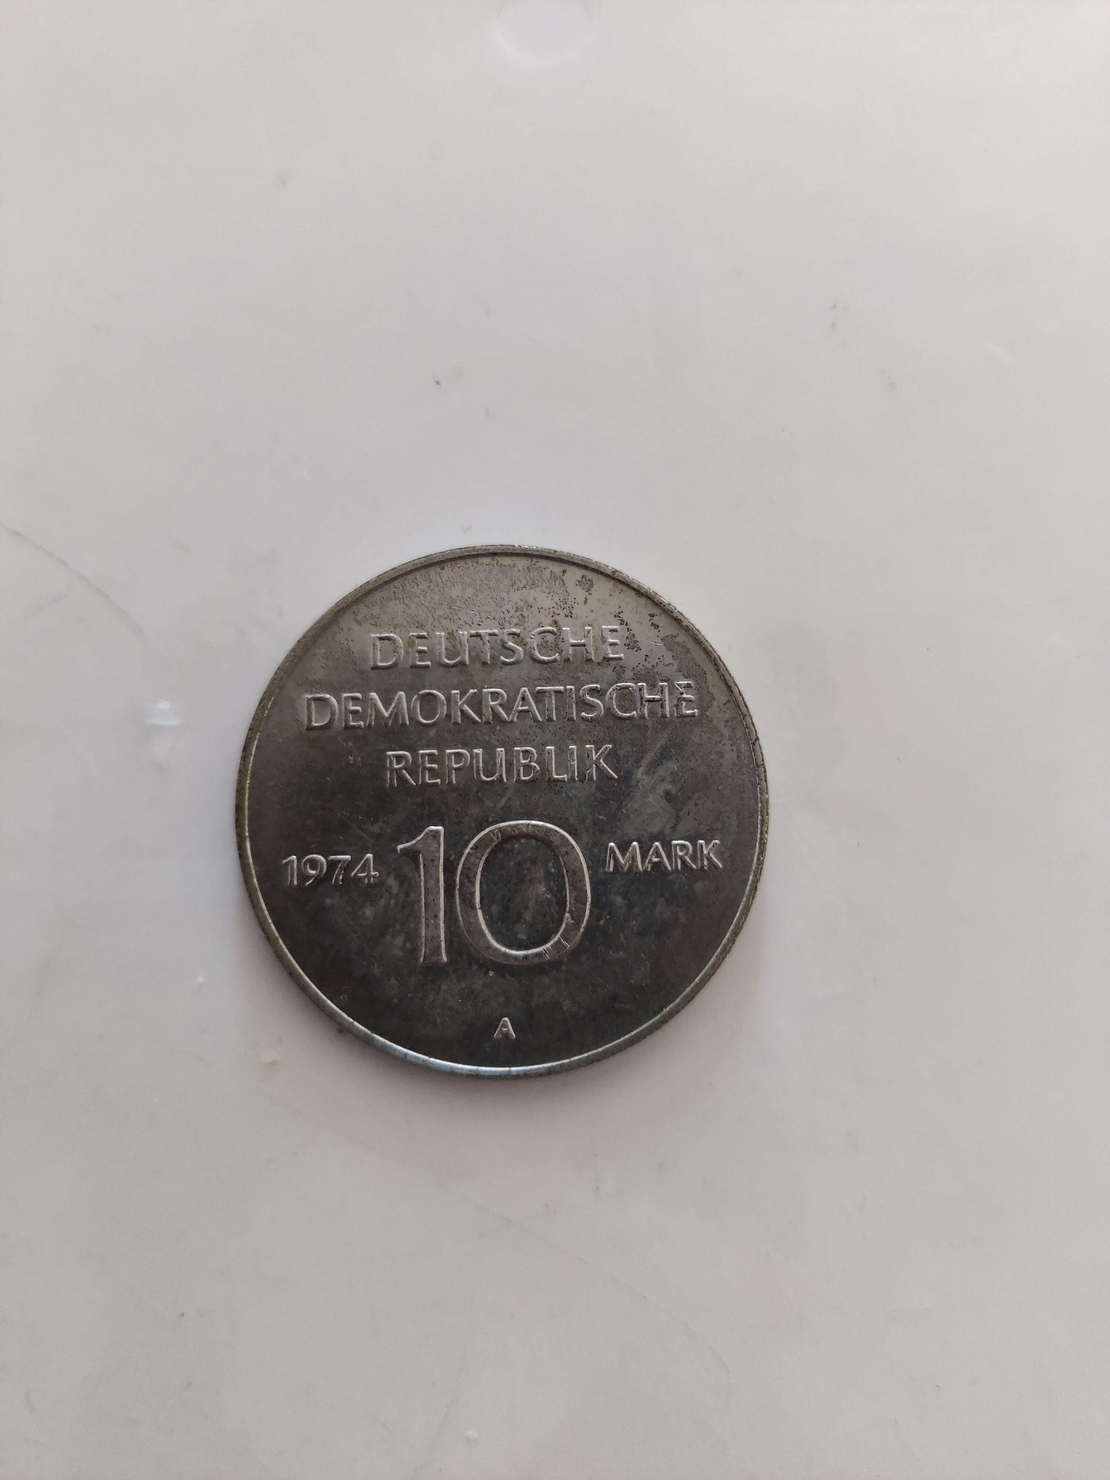 DEUTSCHE
DEMOKRATISCHE
REPUBLIK
1974 10 MARK
A